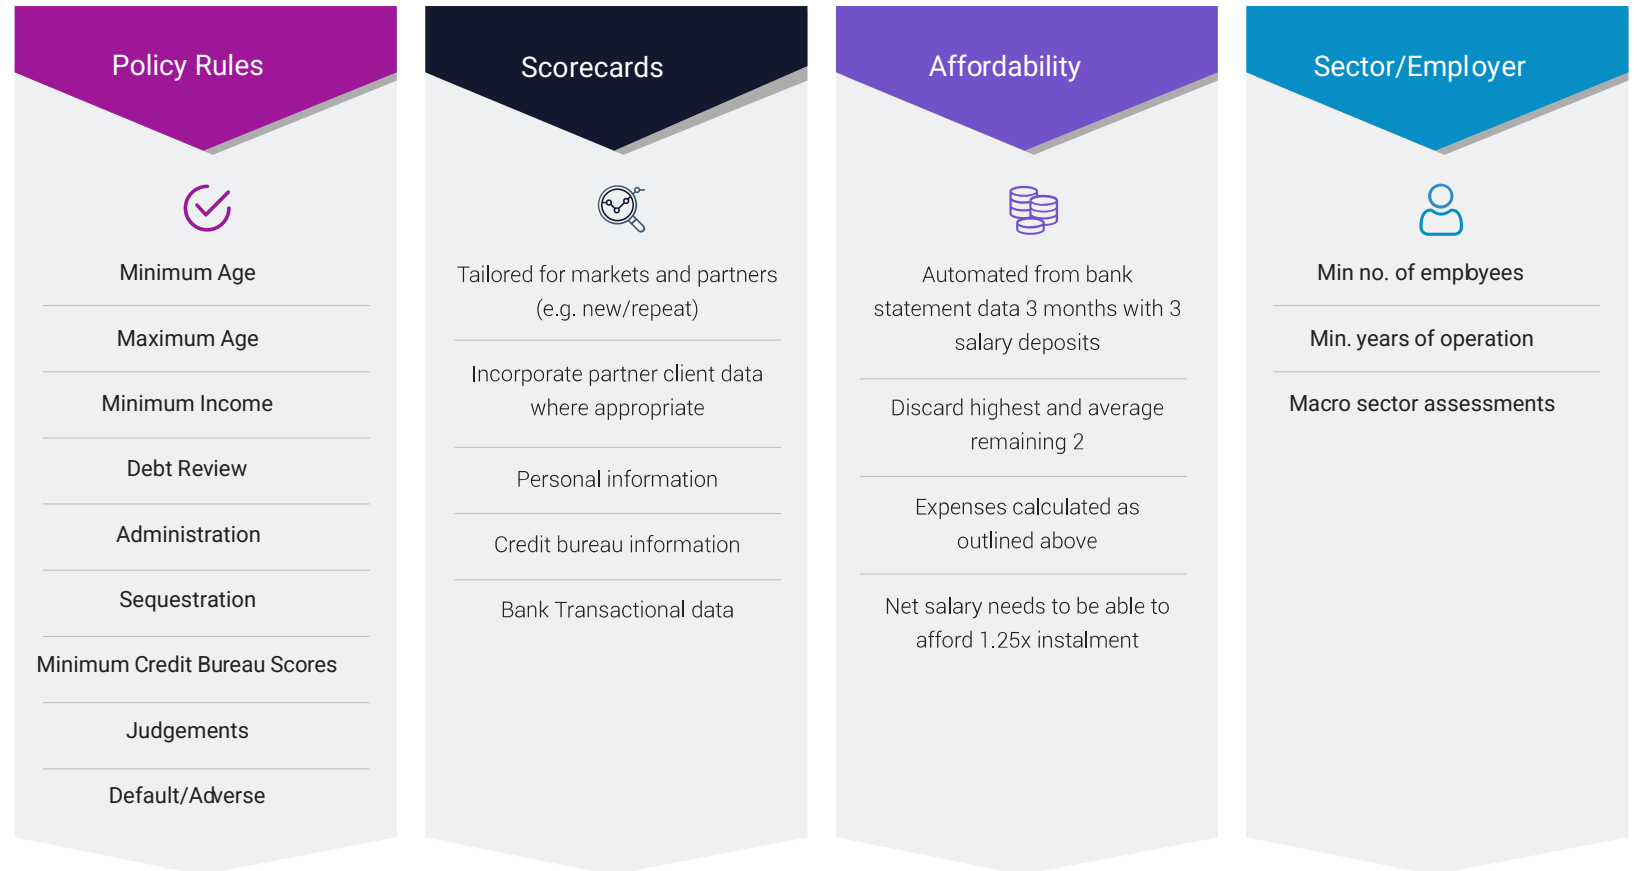 Policy Rules
Minimum Age
Maximum Age
Minimum Income
Debt Review
Administration
Sequestration
Minimum Credit Bureau Scores
Judgements
Default/Adverse
Scorecards
Tailored for markets and partners
(e.g. new/repeat)
Incorporate partner client data
where appropriate
Personal information
Credit bureau information
Bank Transactional data
Affordability
Automated from bank
statement data 3 months with 3
salary deposits
Discard highest and average
remaining 2
Expenses calculated as
outlined above
Net salary needs to be able to
afford 1.25x instalment
Sector/Employer
Min no. of employees
Min. years of operation
Macro sector assessments